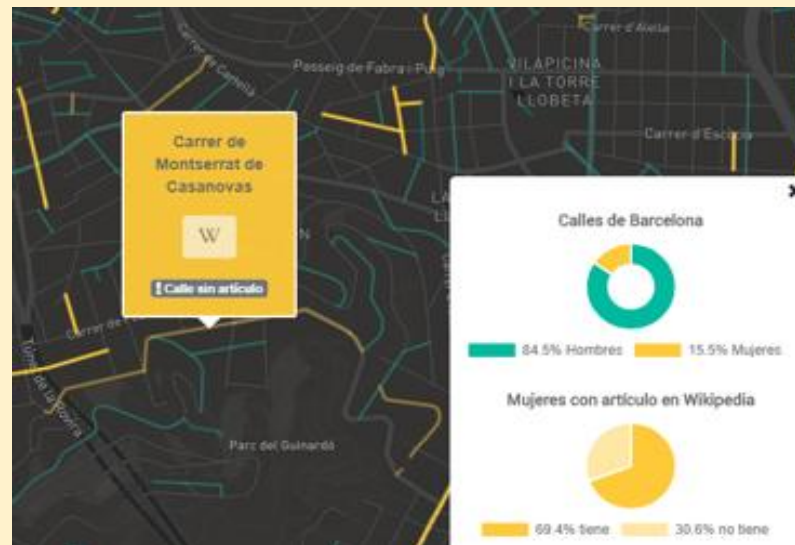 Carrer de Cartellà
Passeig de Fabra i Puig
VILAPICINA
I LA TORRE
LLOBETA
Carrer d'Escòcia
Carrer de
Montserrat de
Casanovas
W
! Calle sin artículo
Carrer de
Túnel de la Rovira
Parc del Guinardó
×
Calles de Barcelona
84.5% Hombres
15.5% Mujeres
Mujeres con artículo en Wikipedia
69.4% tiene
30.6% no tiene